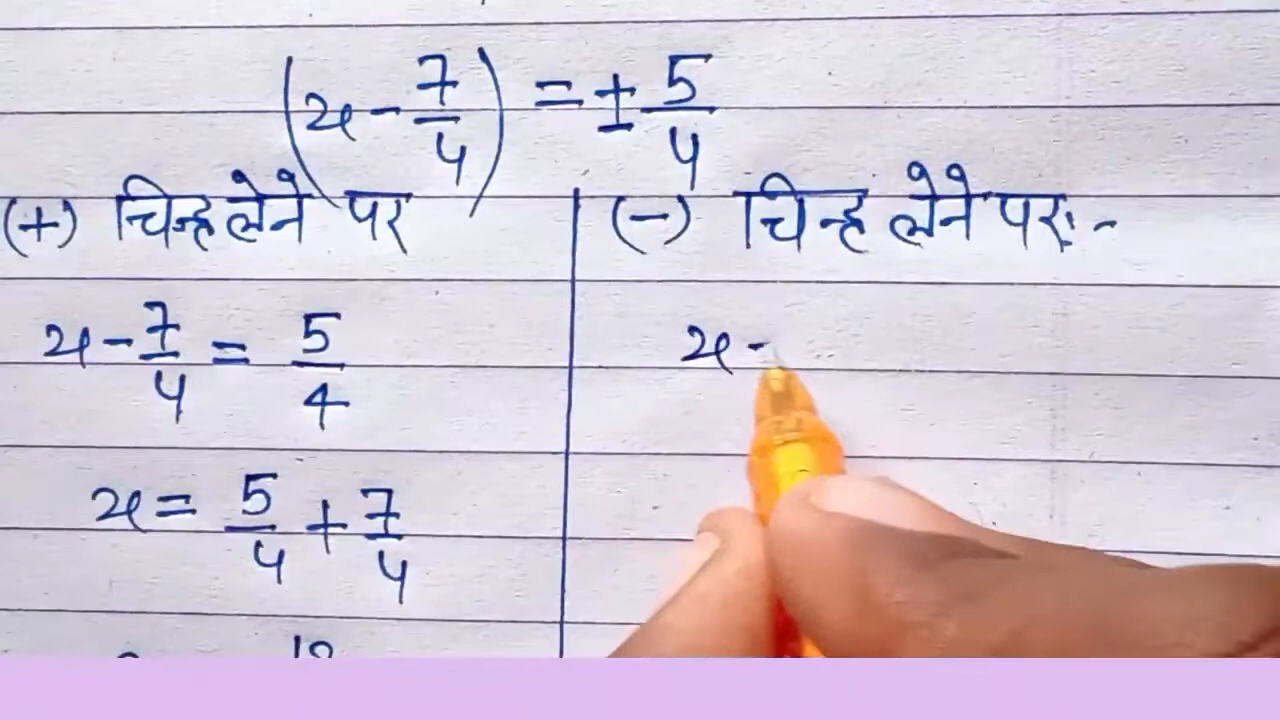 (x - 7/4) = ± 5/4
(+) चिन्ह लेने पर
x - 7/4 = 5/4
x = 5/4 + 7/4
(-) चिन्ह लेने पर:-
x -